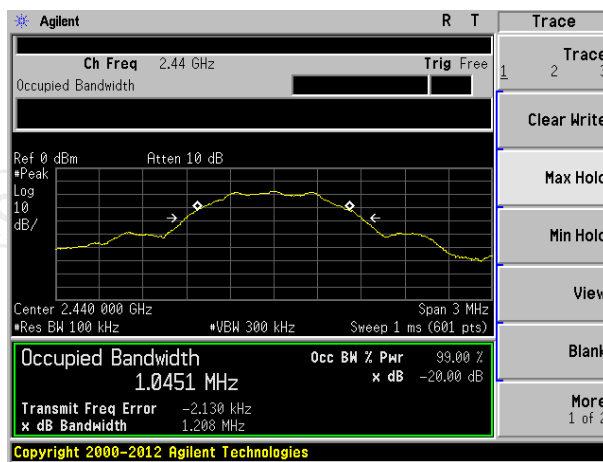 Agilent R T Trace
Ch Freq 2.44 GHz Trig Free
Occupied Bandwidth
Trace
1 2 3
Clear Write
Max Hold
Min Hold
View
Blank
More
1 of 2
Ref 0 dBm Atten 10 dB
#Peak
Log
10
dB/
Center 2.440 000 GHz Span 3 MHz
#Res BW 100 kHz #VBW 300 kHz Sweep 1 ms (601 pts)
Occupied Bandwidth Occ BW % Pwr 99.00 %
1.0451 MHz x dB -20.00 dB
Transmit Freq Error -2.130 kHz
x dB Bandwidth 1.208 MHz
Copyright 2000-2012 Agilent Technologies